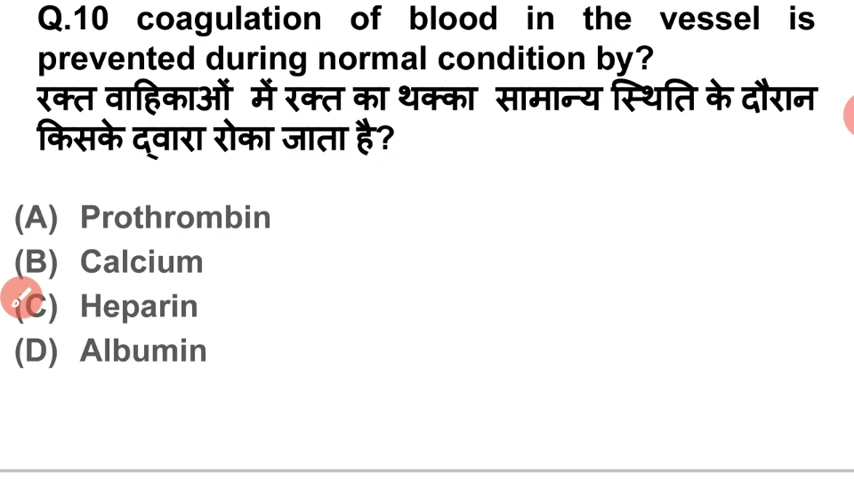 Q.10 coagulation of blood in the vessel is
prevented during normal condition by?
रक्त वाहिकाओं में रक्त का थक्का सामान्य स्थिति के दौरान
किसके द्वारा रोका जाता है?
(A) Prothrombin
(B) Calcium
(C) Heparin
(D) Albumin